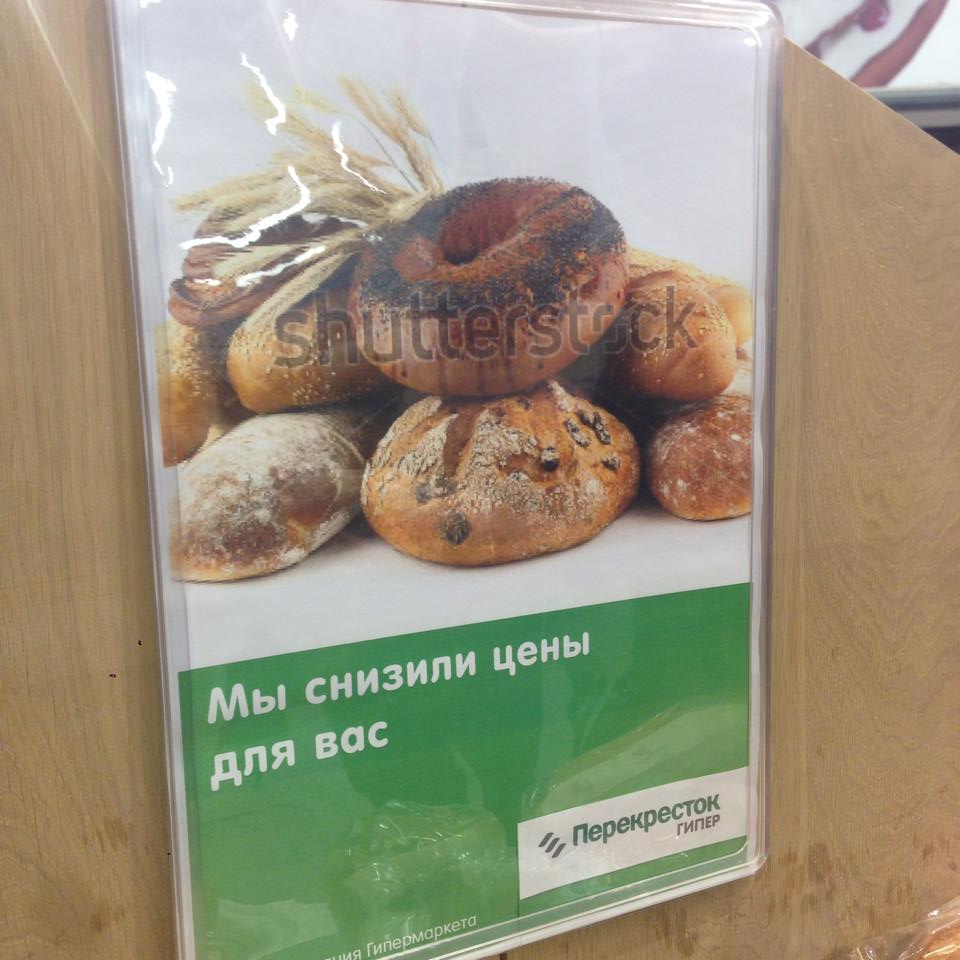 shutterstock
Мы снизили цены
для вас
Перекресток
ГИПЕР
Гипермаркета